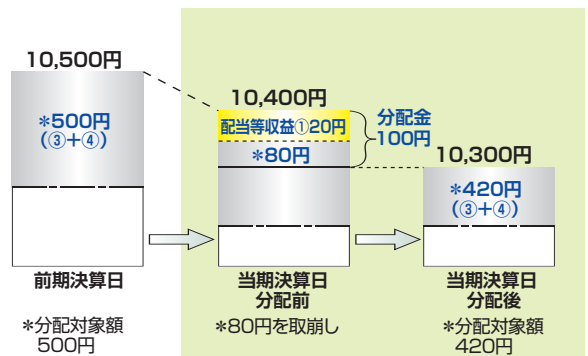 10,500円
*500円
(③+④)
前期決算日
*分配対象額
500円
10,400円
配当等収益①20円
*80円
分配金
100円
当期決算日
分配前
*80円を取崩し
10,300円
*420円
(③+④)
当期決算日
分配後
*分配対象額
420円